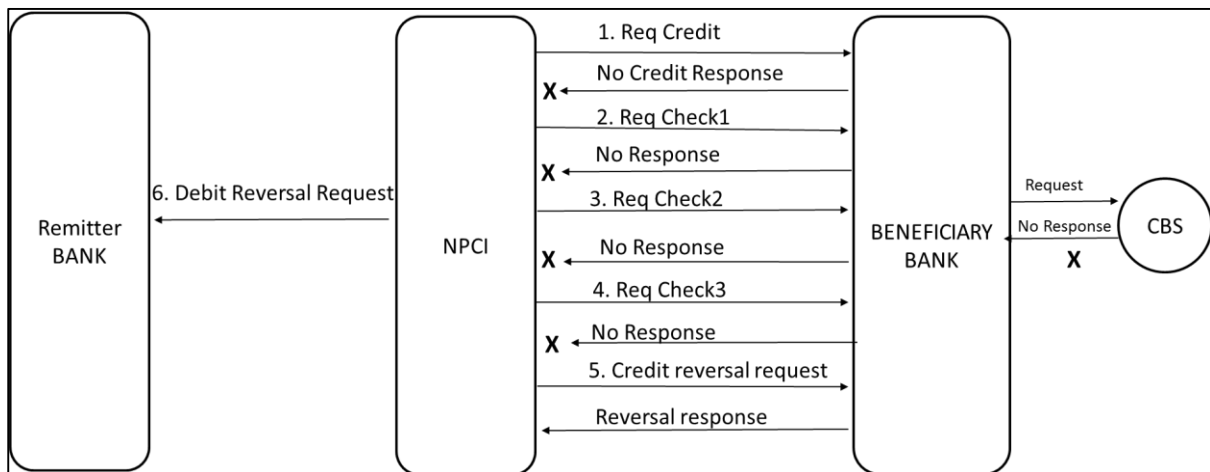 1. Req Credit
No Credit Response
X
2. Req Check1
No Response
X
6. Debit Reversal Request
3. Req Check2
Request
Remitter
BANK
NPCI
BENEFICIARY
BANK
No Response
CBS
X
No Response
X
4. Req Check3
No Response
X
5. Credit reversal request
Reversal response